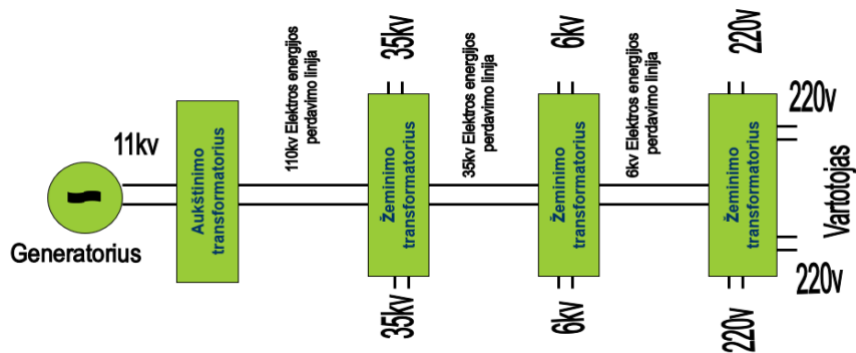 11kv
Generatorius
Aukštinimo
transformatorius
110kv Elektros energijos
perdavimo linija
35kv
Žeminimo
transformatorius
35kv
35kv Elektros energijos
perdavimo linija
6kv
Žeminimo
transformatorius
6kv
6kv Elektros energijos
perdavimo linija
220v
Žeminimo
transformatorius
220v
220v
Vartotojas
220v